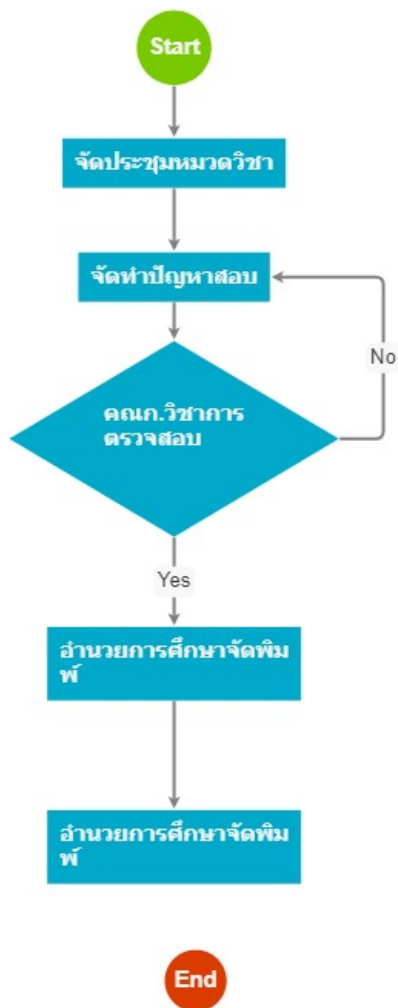 Start
จัดประชุมหมวดวิชา
จัดทำปัญหาสอบ
No
คณก.วิชาการ
ตรวจสอบ
Yes
อำนวยการศึกษาจัดพิม
พ์
อำนวยการศึกษาจัดพิม
พ์
End